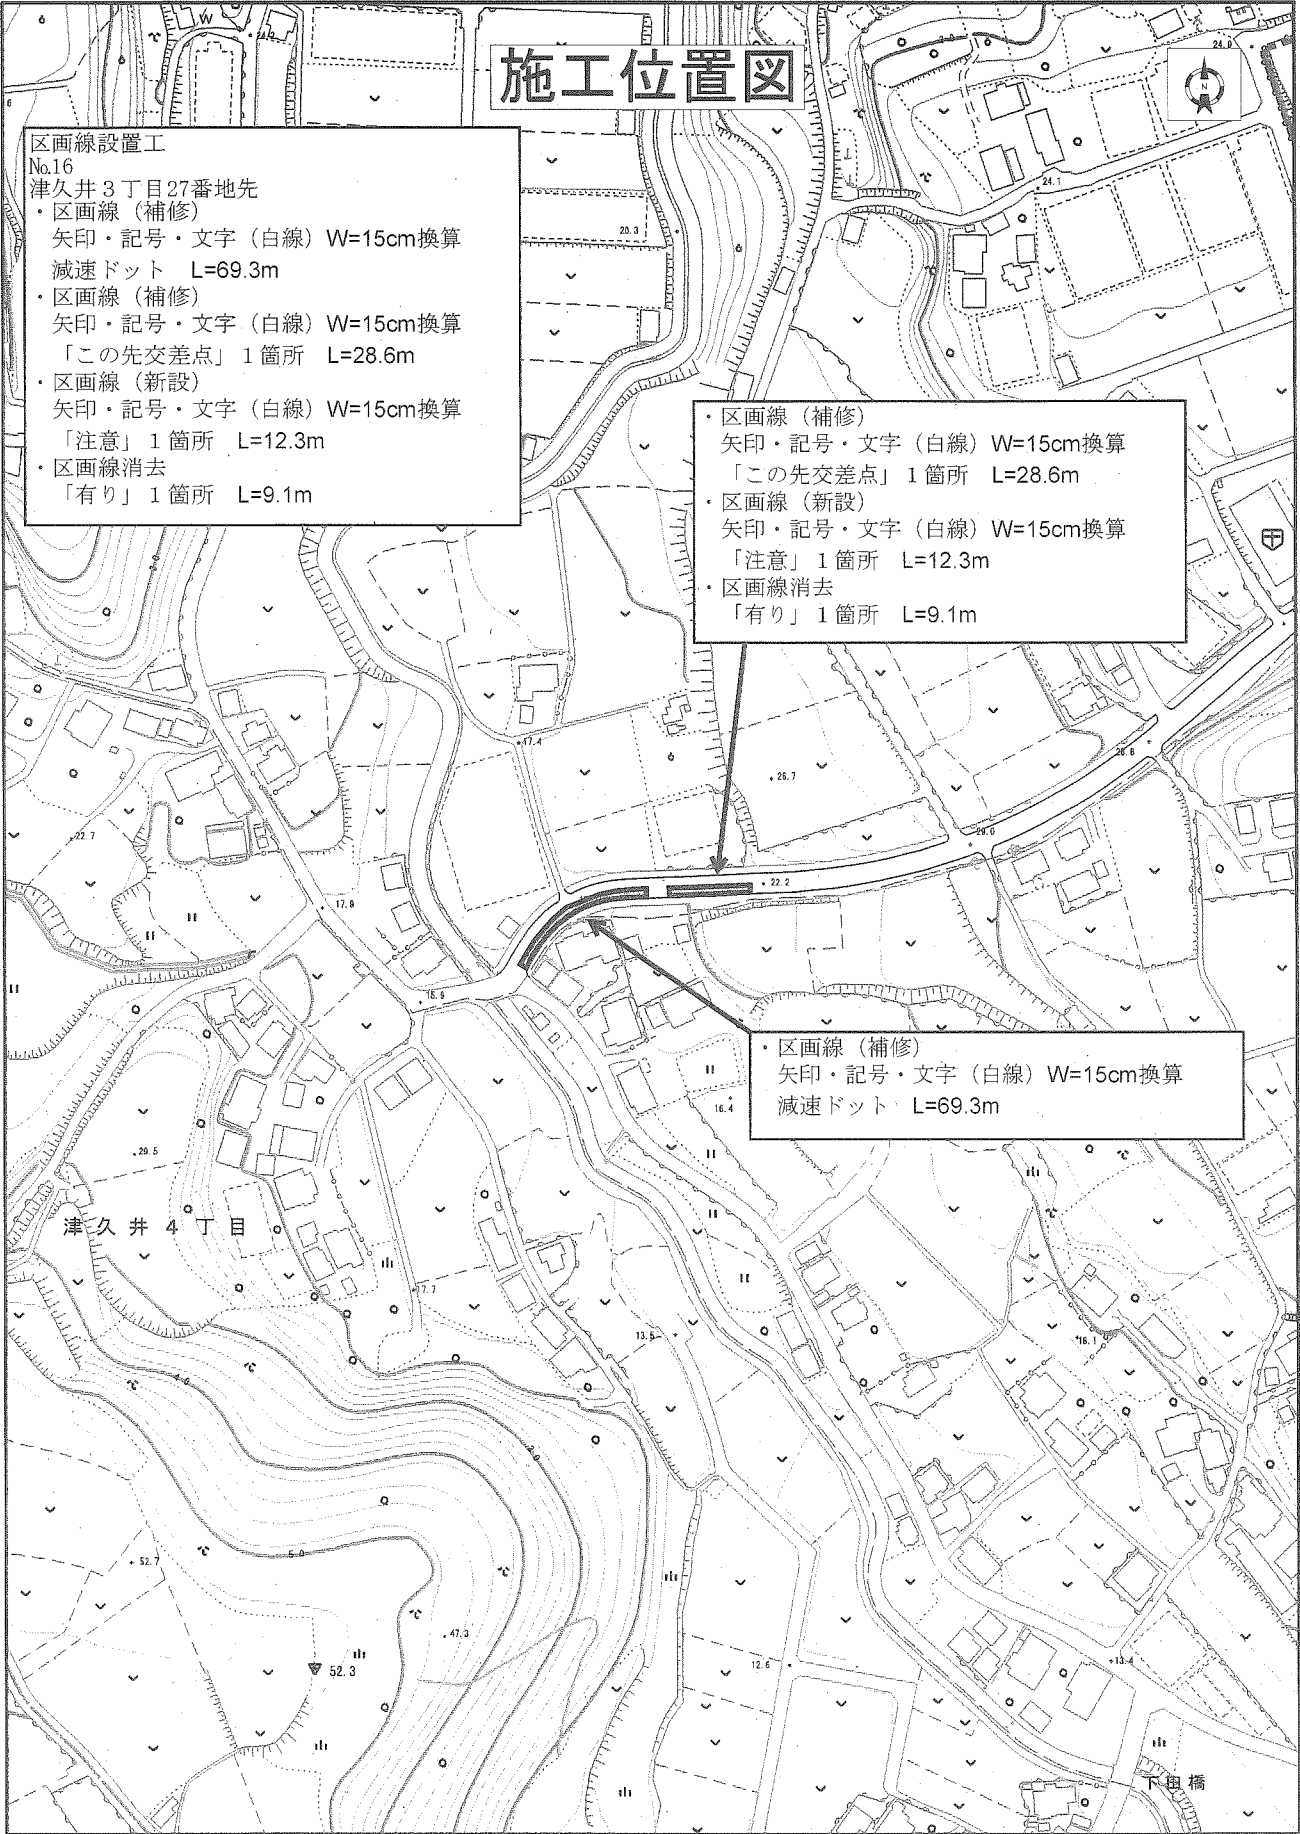 施工位置図
N
W
24.2
24.0
区画線設置工
No.16
津久井３丁目27番地先
・区画線（補修）
矢印・記号・文字（白線）W=15cm換算
減速ドット　L=69.3m
・区画線（補修）
矢印・記号・文字（白線）W=15cm換算
「この先交差点」１箇所　L=28.6m
・区画線（新設）
矢印・記号・文字（白線）W=15cm換算
「注意」１箇所　L=12.3m
・区画線消去
「有り」１箇所　L=9.1m
24.1
20.3
・区画線（補修）
矢印・記号・文字（白線）W=15cm換算
「この先交差点」１箇所　L=28.6m
・区画線（新設）
矢印・記号・文字（白線）W=15cm換算
「注意」１箇所　L=12.3m
・区画線消去
「有り」１箇所　L=9.1m
17.4
26.7
28.8
22.7
29.0
22.2
17.9
15.9
・区画線（補修）
矢印・記号・文字（白線）W=15cm換算
減速ドット　L=69.3m
16.4
29.5
津久井４丁目
17.7
13.5
16.1
52.7
47.3
52.3
12.6
13.4
下田橋